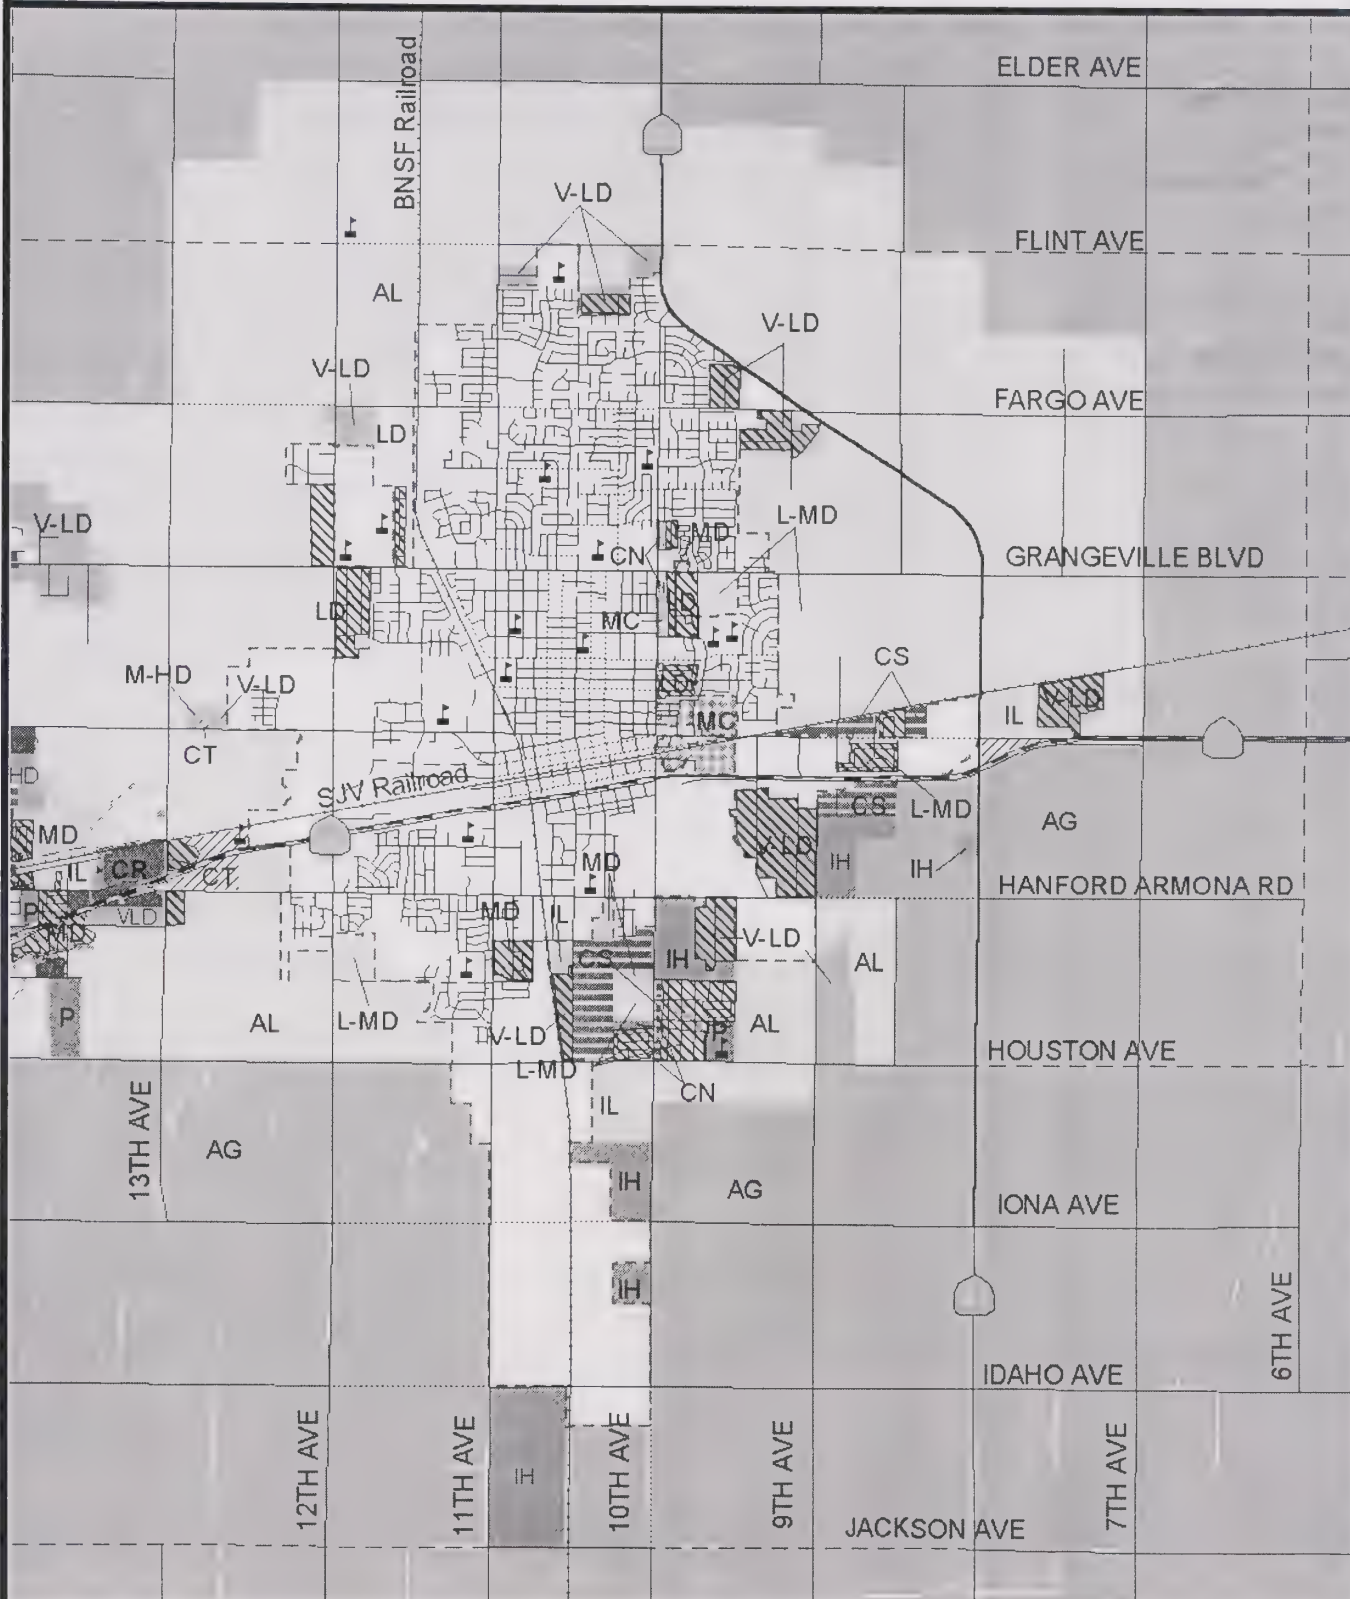 ELDER AVE
BNSF Railroad
V-LD
FLINT AVE
AL
V-LD
V-LD
FARGO AVE
LD
V-LD
L-MD
MD
CN
GRANGEVILLE BLVD
LD
MC
CS
M-HD
V-LD
V-LD
IL
MC
CT
HD
SJV Railroad
CS
L-MD
AG
MD
V-LD
IL
CR
CT
MD
IH
IH
HANFORD ARMONA RD
P
VLD
MD
MD
IL
CS
IH
V-LD
AL
P
AL
L-MD
V-LD
AL
HOUSTON AVE
L-MD
CN
IL
13TH AVE
AG
IH
AG
IONA AVE
IH
6TH AVE
IDAHO AVE
12TH AVE
11TH AVE
IH
10TH AVE
9TH AVE
7TH AVE
JACKSON AVE